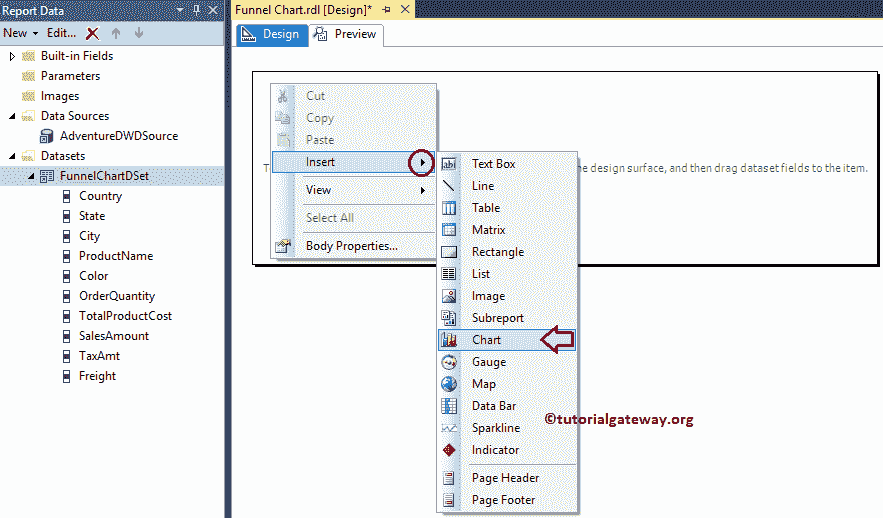 Report Data
New Edit...
Built-in Fields
Parameters
Images
Data Sources
AdventureDWDSource
Datasets
FunnelChartDSet
Country
State
City
ProductName
Color
OrderQuantity
TotalProductCost
SalesAmount
TaxAmt
Freight
Funnel Chart.rdl [Design]*
Design Preview
Cut
Copy
Paste
Insert
View
Select All
Body Properties...
the design surface, and then drag dataset fields to the item.
abi Text Box
Line
Table
Matrix
Rectangle
List
Image
Subreport
Chart
Gauge
Map
Data Bar
Sparkline
Indicator
Page Header
Page Footer
©tutorialgateway.org